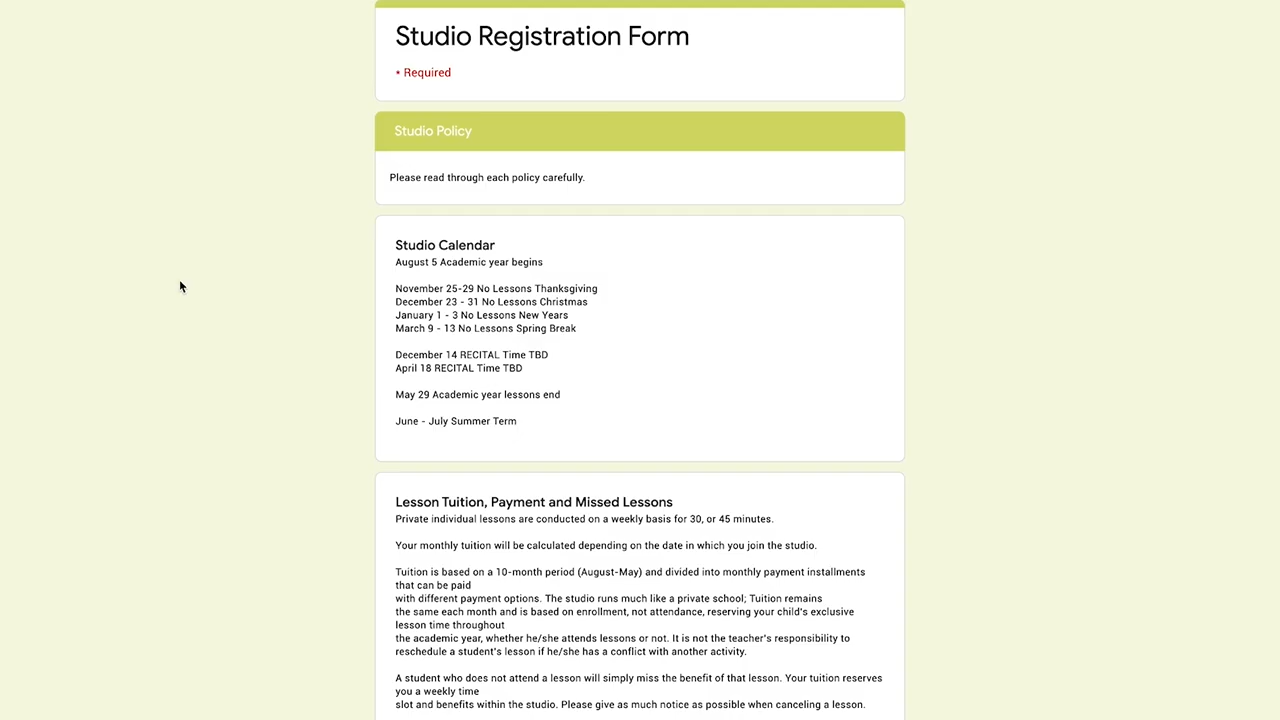 Studio Registration Form
* Required
Studio Policy
Please read through each policy carefully.
Studio Calendar
August 5 Academic year begins
November 25-29 No Lessons Thanksgiving
December 23 - 31 No Lessons Christmas
January 1 - 3 No Lessons New Years
March 9 - 13 No Lessons Spring Break
December 14 RECITAL Time TBD
April 18 RECITAL Time TBD
May 29 Academic year lessons end
June - July Summer Term
Lesson Tuition, Payment and Missed Lessons
Private individual lessons are conducted on a weekly basis for 30, or 45 minutes.
Your monthly tuition will be calculated depending on the date in which you join the studio.
Tuition is based on a 10-month period (August-May) and divided into monthly payment installments
that can be paid
with different payment options. The studio runs much like a private school; Tuition remains
the same each month and is based on enrollment, not attendance, reserving your child's exclusive
lesson time throughout
the academic year, whether he/she attends lessons or not. It is not the teacher's responsibility to
reschedule a student's lesson if he/she has a conflict with another activity.
A student who does not attend a lesson will simply miss the benefit of that lesson. Your tuition reserves
you a weekly time
slot and benefits within the studio. Please give as much notice as possible when canceling a lesson.